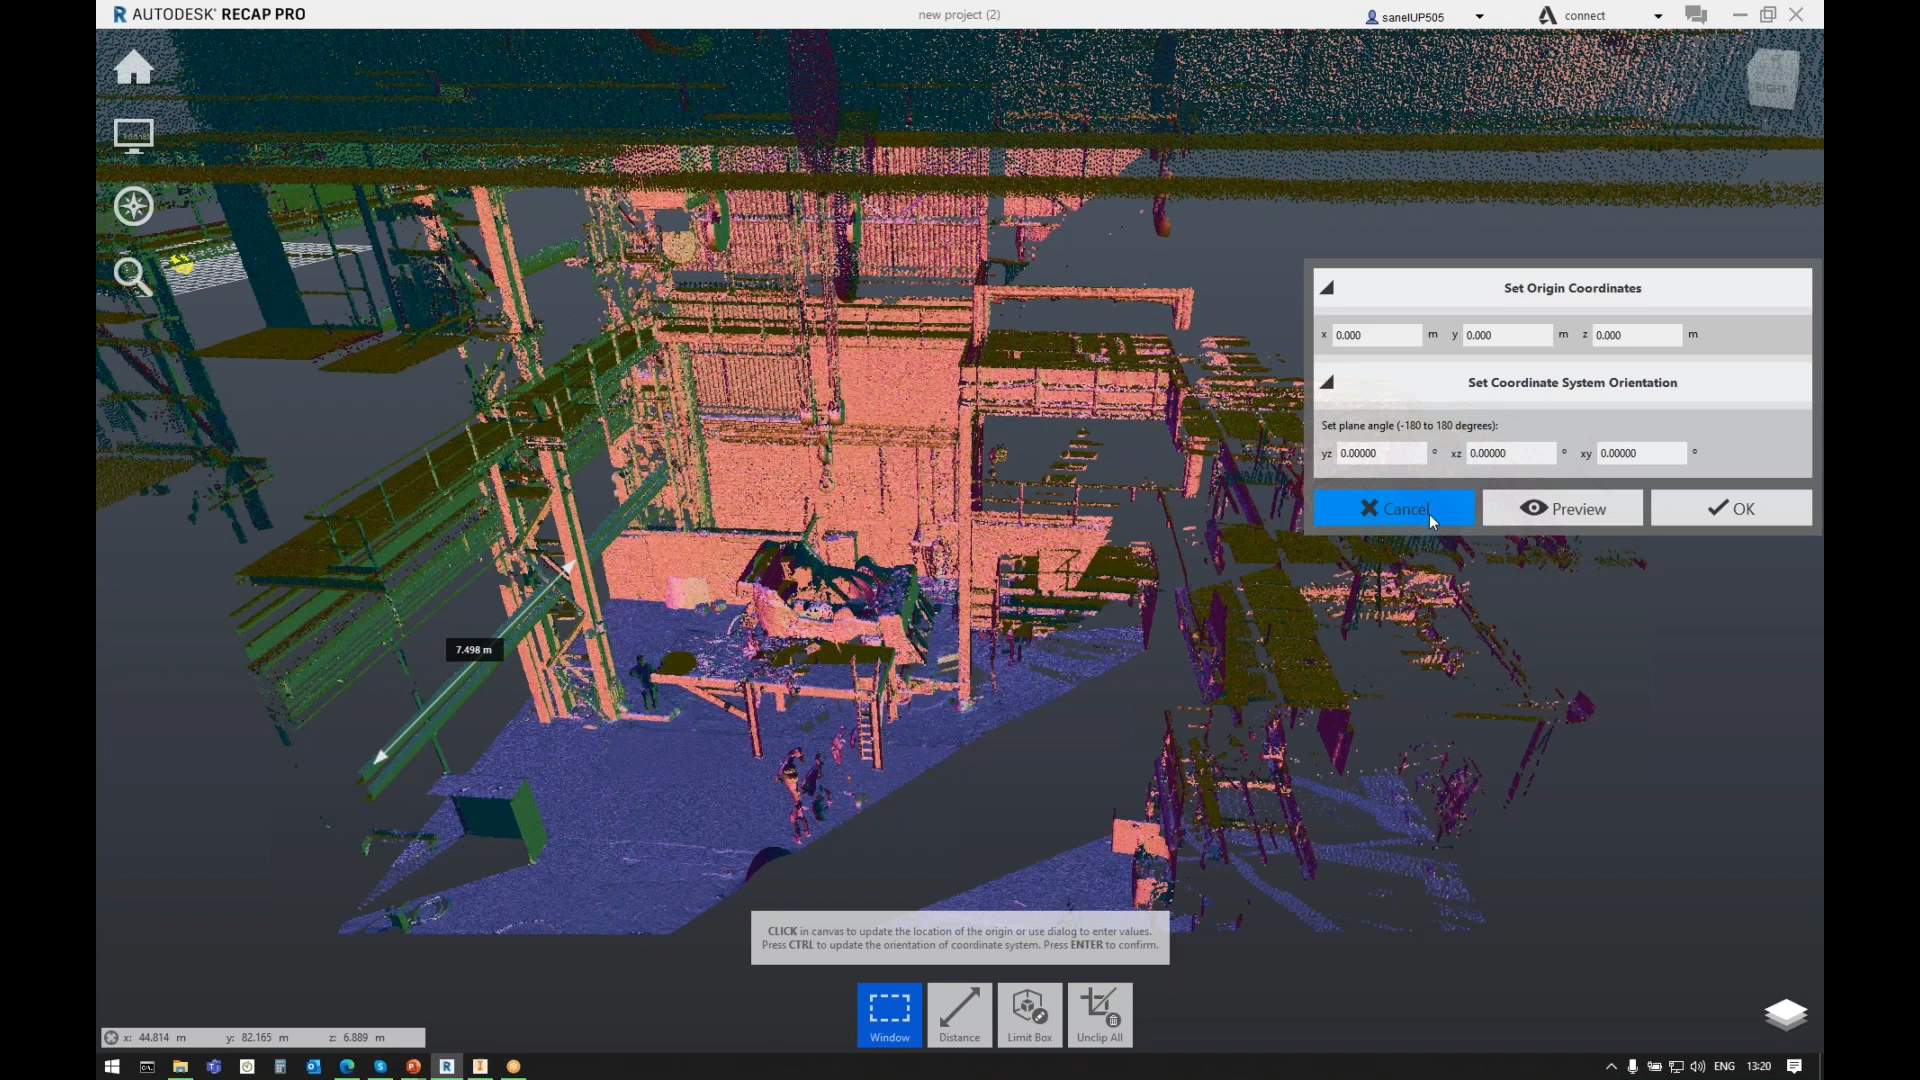 R AUTODESK® RECAP PRO
new project (2)
sanelUP505
connect
RIGHT
Set Origin Coordinates
x 0.000 m y 0.000 m z 0.000 m
Set Coordinate System Orientation
Set plane angle (-180 to 180 degrees):
yz 0.00000 ° xz 0.00000 ° xy 0.00000 °
Cancel
Preview
OK
7.498 m
CLICK in canvas to update the location of the origin or use dialog to enter values.
Press CTRL to update the orientation of coordinate system. Press ENTER to confirm.
Window
Distance
Limit Box
Unclip All
x: 44.814 m y: 82.165 m z: 6.889 m
ENG 13:20